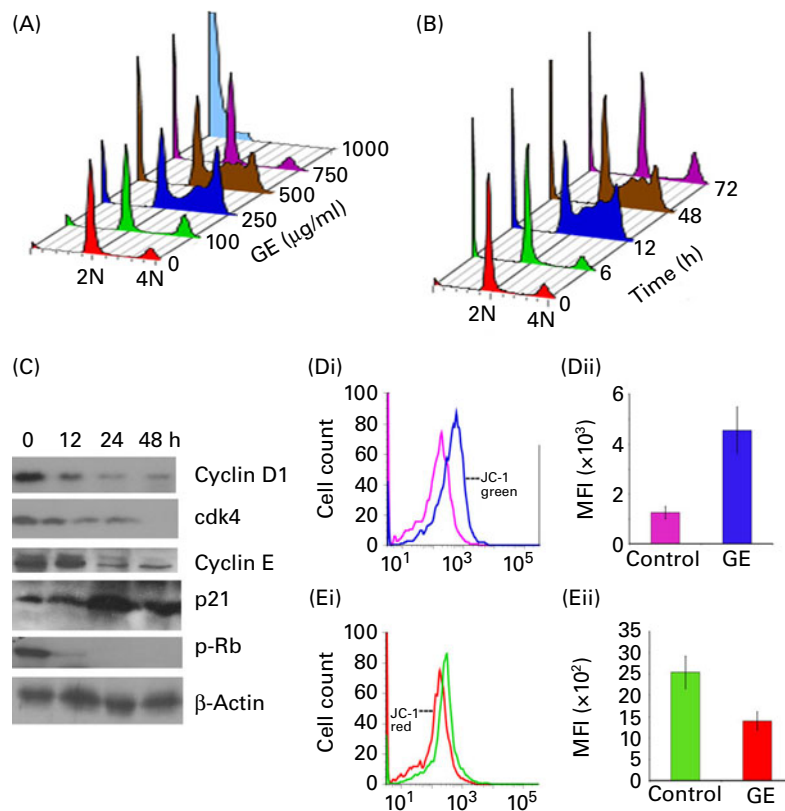 (A)
1000
750
500
250
100
0
GE (µg/ml)
2N 4N
(B)
72
48
12
6
0
Time (h)
2N 4N
(C)
0 12 24 48 h
Cyclin D1
cdk4
Cyclin E
p21
p-Rb
β-Actin
(Di)
100
80
60
40
20
0
Cell count
JC-1
green
10¹ 10³ 10⁵
(Dii)
6
4
2
0
MFI (×10³)
Control GE
(Ei)
100
80
60
40
20
0
Cell count
JC-1
red
10¹ 10³ 10⁵
(Eii)
35
30
25
20
15
10
5
0
MFI (×10²)
Control GE